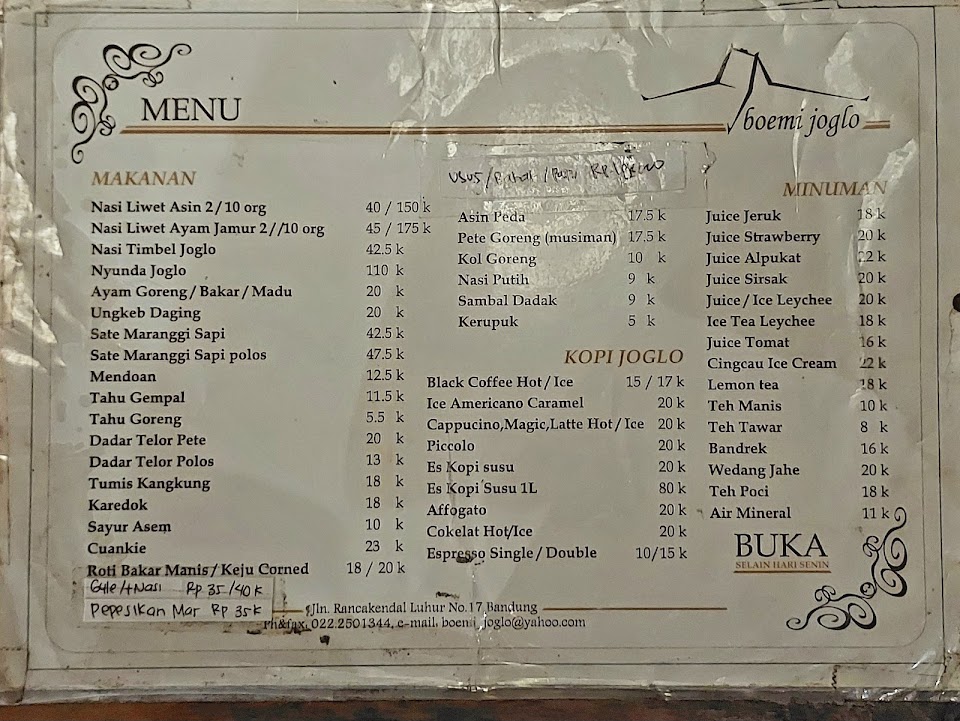 MENU
boemi joglo
MAKANAN
Nasi Liwet Asin 2/10 org 40 / 150 k
Nasi Liwet Ayam Jamur 2//10 org 45 / 175 k
Nasi Timbel Joglo 42.5 k
Nyunda Joglo 110 k
Ayam Goreng / Bakar / Madu 20 k
Ungkeb Daging 20 k
Sate Maranggi Sapi 42.5 k
Sate Maranggi Sapi polos 47.5 k
Mendoan 12.5 k
Tahu Gempal 11.5 k
Tahu Goreng 5.5 k
Dadar Telor Pete 20 k
Dadar Telor Polos 13 k
Tumis Kangkung 18 k
Karedok 18 k
Sayur Asem 10 k
Cuankie 23 k
Roti Bakar Manis / Keju Corned 18 / 20 k
Gule /+Nasi Rp 35 /40 k
Pepesikan Mar Rp 35 k
Usus / /
Asin Peda 17.5 k
Pete Goreng (musiman) 17.5 k
Kol Goreng 10 k
Nasi Putih 9 k
Sambal Dadak 9 k
Kerupuk 5 k
KOPI JOGLO
Black Coffee Hot / Ice 15 / 17 k
Ice Americano Caramel 20 k
Cappucino,Magic,Latte Hot / Ice 20 k
Piccolo 20 k
Es Kopi susu 20 k
Es Kopi Susu 1L 80 k
Affogato 20 k
Cokelat Hot/Ice 20 k
Espresso Single / Double 10/15 k
MINUMAN
Juice Jeruk 18 k
Juice Strawberry 20 k
Juice Alpukat 22 k
Juice Sirsak 20 k
Juice / Ice Leychee 20 k
Ice Tea Leychee 18 k
Juice Tomat 16 k
Cingcau Ice Cream 22 k
Lemon tea 18 k
Teh Manis 10 k
Teh Tawar 8 k
Bandrek 16 k
Wedang Jahe 20 k
Teh Poci 18 k
Air Mineral 11 k
BUKA
SELAIN HARI SENIN
Jln. Rancakendal Luhur No.17 Bandung
Ph&fax. 022.2501344, e-mail. boemi_joglo@yahoo.com